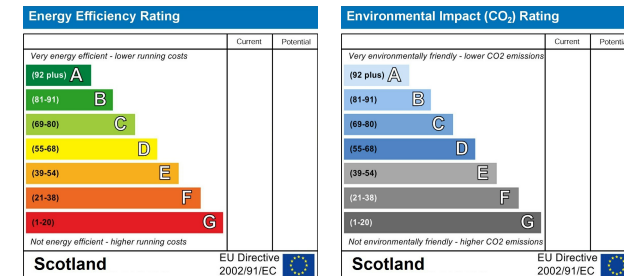 Energy Efficiency Rating
Current Potential
Very energy efficient - lower running costs
(92 plus) A
(81-91) B
(69-80) C
(55-68) D
(39-54) E
(21-38) F
(1-20) G
Not energy efficient - higher running costs
Scotland
EU Directive
2002/91/EC
Environmental Impact (CO₂) Rating
Current Potential
Very environmentally friendly - lower CO2 emissions
(92 plus) A
(81-91) B
(69-80) C
(55-68) D
(39-54) E
(21-38) F
(1-20) G
Not environmentally friendly - higher CO2 emissions
Scotland
EU Directive
2002/91/EC